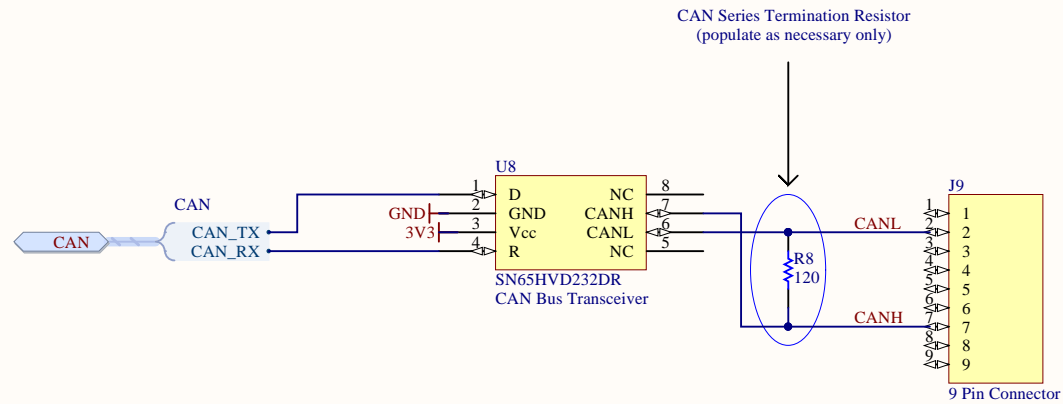 CAN Series Termination Resistor
(populate as necessary only)
U8
J9
CAN
CAN
CAN_TX
CAN_RX
GND
3V3
1
2
3
4
D
GND
Vcc
R
NC
CANH
CANL
NC
8
7
6
5
SN65HVD232DR
CAN Bus Transceiver
R8
120
CANL
CANH
1
2
3
4
5
6
7
8
9
1
2
3
4
5
6
7
8
9
9 Pin Connector